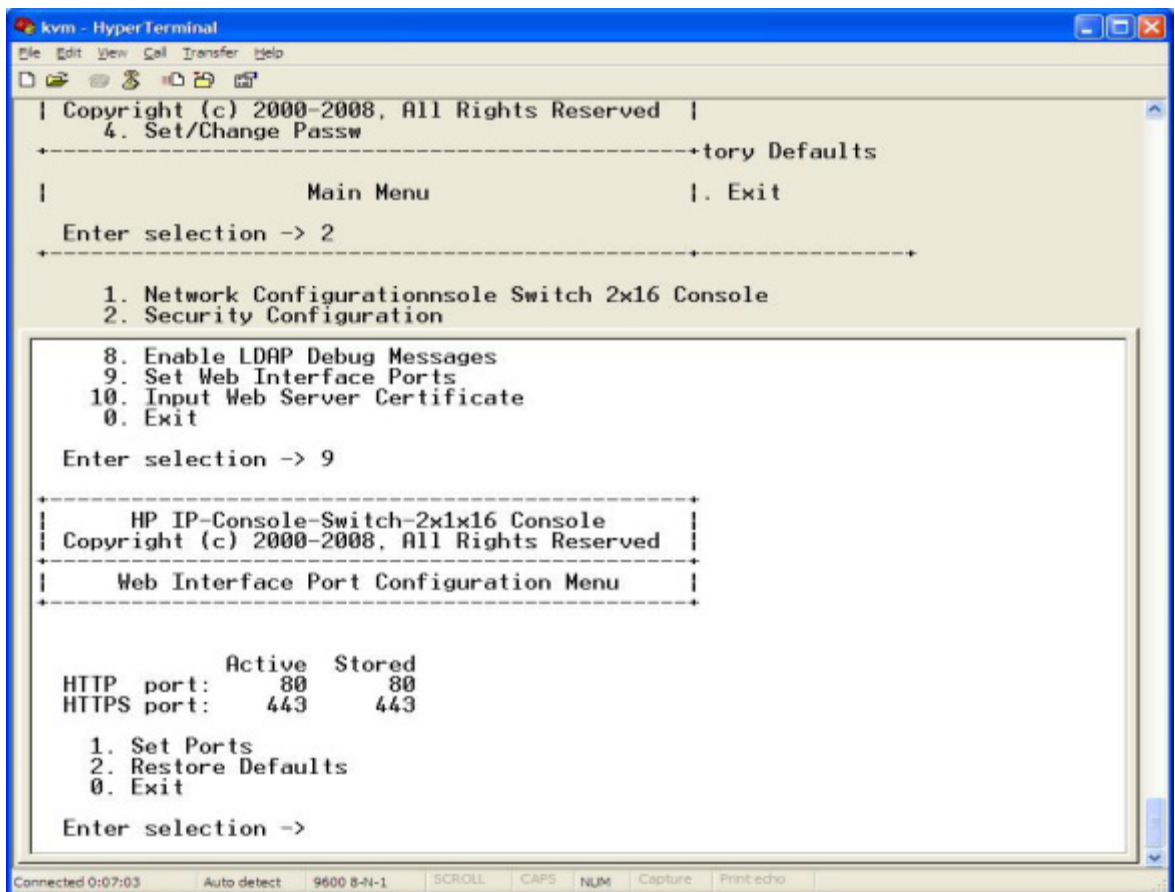 kvm - HyperTerminal
File Edit View Call Transfer Help
| Copyright (c) 2000-2008, All Rights Reserved |
4. Set/Change Passw
+------------------------------------------------+tory Defaults
| Main Menu |. Exit
Enter selection -> 2
+------------------------------------------------+---------------+
1. Network Configurationnsole Switch 2x16 Console
2. Security Configuration
8. Enable LDAP Debug Messages
9. Set Web Interface Ports
10. Input Web Server Certificate
0. Exit
Enter selection -> 9
+------------------------------------------------+
| HP IP-Console-Switch-2x1x16 Console |
| Copyright (c) 2000-2008, All Rights Reserved |
+------------------------------------------------+
| Web Interface Port Configuration Menu |
+------------------------------------------------+
Active Stored
HTTP port: 80 80
HTTPS port: 443 443
1. Set Ports
2. Restore Defaults
0. Exit
Enter selection ->
Connected 0:07:03 Auto detect 9600 8-N-1 SCROLL CAPS NUM Capture Print echo